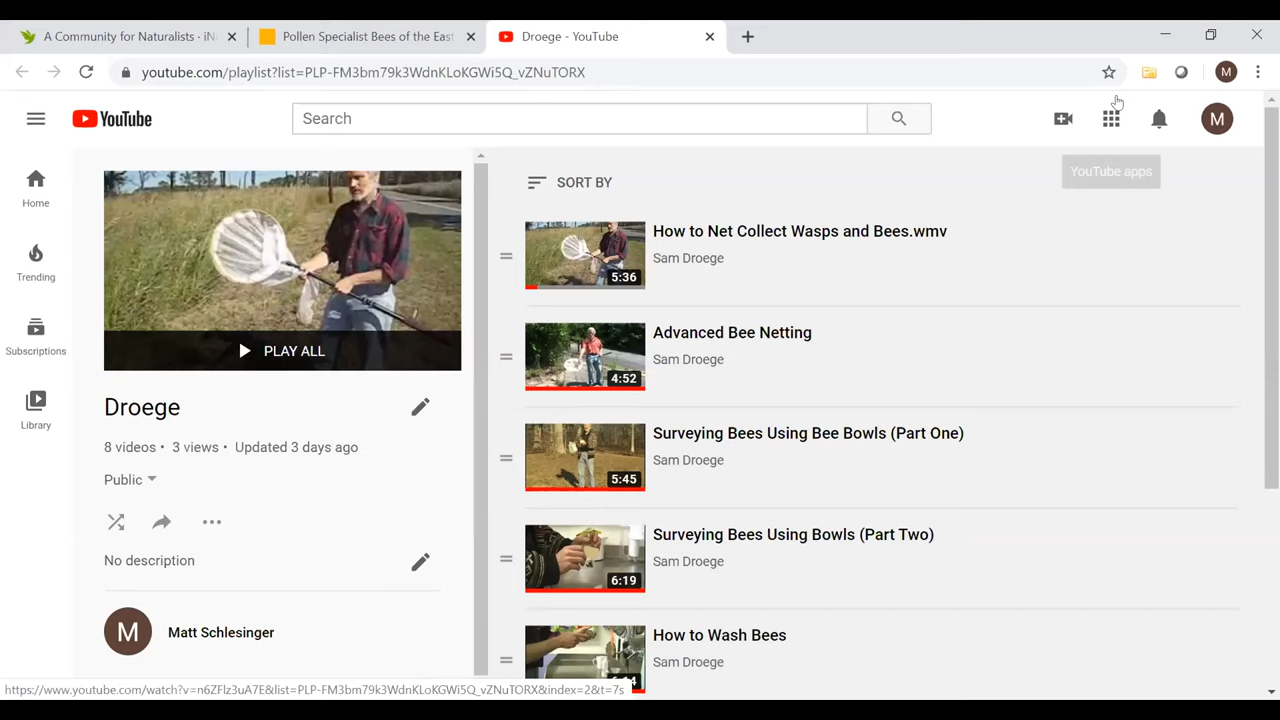 A Community for Naturalists · iNa
Pollen Specialist Bees of the East
Droege - YouTube
youtube.com/playlist?list=PLP-FM3bm79k3WdnKLoKGWi5Q_vZNuTORX
M
YouTube
Search
M
YouTube apps
Home
Trending
Subscriptions
Library
PLAY ALL
Droege
8 videos • 3 views • Updated 3 days ago
Public
No description
M
Matt Schlesinger
SORT BY
How to Net Collect Wasps and Bees.wmv
Sam Droege
5:36
Advanced Bee Netting
Sam Droege
4:52
Surveying Bees Using Bee Bowls (Part One)
Sam Droege
5:45
Surveying Bees Using Bowls (Part Two)
Sam Droege
6:19
How to Wash Bees
Sam Droege
https://www.youtube.com/watch?v=n6ZFlz3uA7E&list=PLP-FM3bm79k3WdnKLoKGWi5Q_vZNuTORX&index=2&t=7s